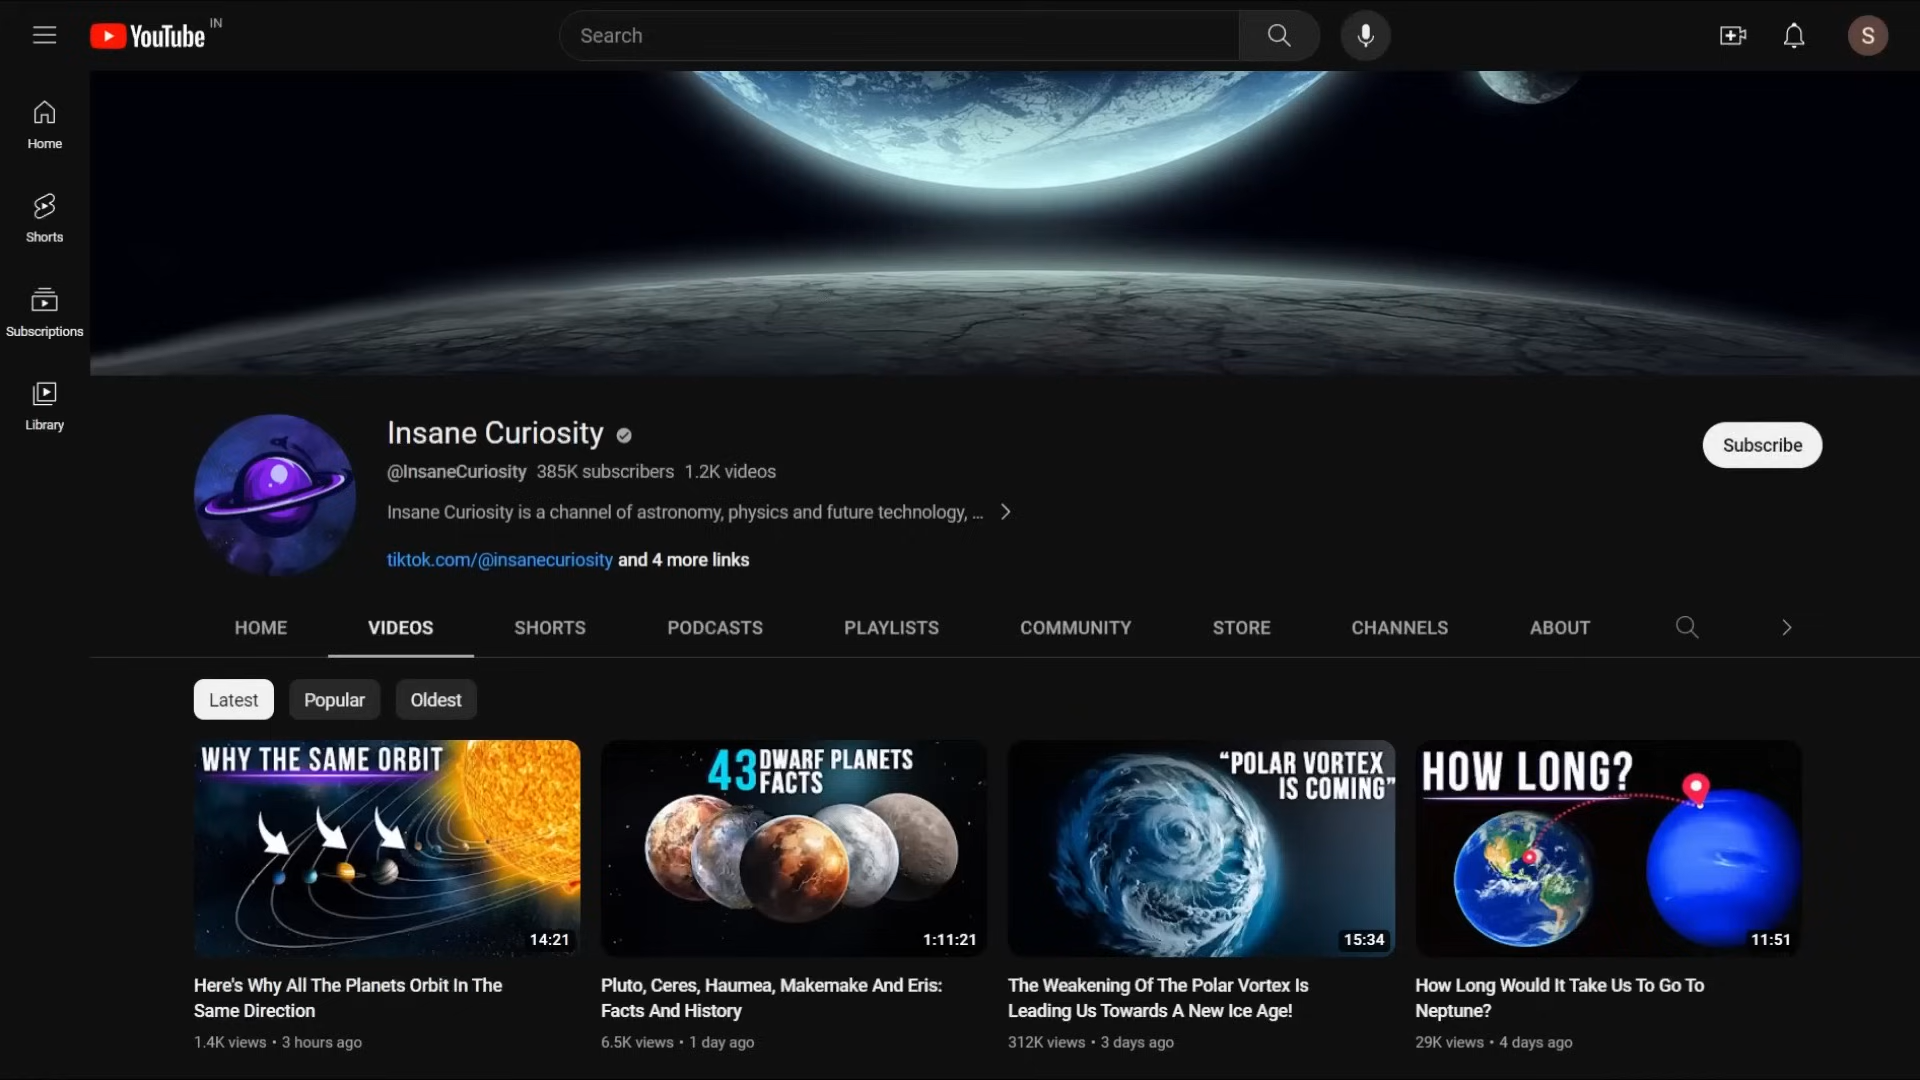 YouTube IN
Search
S
Home
Shorts
Subscriptions
Library
Insane Curiosity
@InsaneCuriosity 385K subscribers 1.2K videos
Insane Curiosity is a channel of astronomy, physics and future technology, ...
tiktok.com/@insanecuriosity and 4 more links
Subscribe
HOME VIDEOS SHORTS PODCASTS PLAYLISTS COMMUNITY STORE CHANNELS ABOUT
Latest Popular Oldest
WHY THE SAME ORBIT
14:21
Here's Why All The Planets Orbit In The
Same Direction
1.4K views • 3 hours ago
43 DWARF PLANETS
FACTS
1:11:21
Pluto, Ceres, Haumea, Makemake And Eris:
Facts And History
6.5K views • 1 day ago
“POLAR VORTEX
IS COMING”
15:34
The Weakening Of The Polar Vortex Is
Leading Us Towards A New Ice Age!
312K views • 3 days ago
HOW LONG?
11:51
How Long Would It Take Us To Go To
Neptune?
29K views • 4 days ago